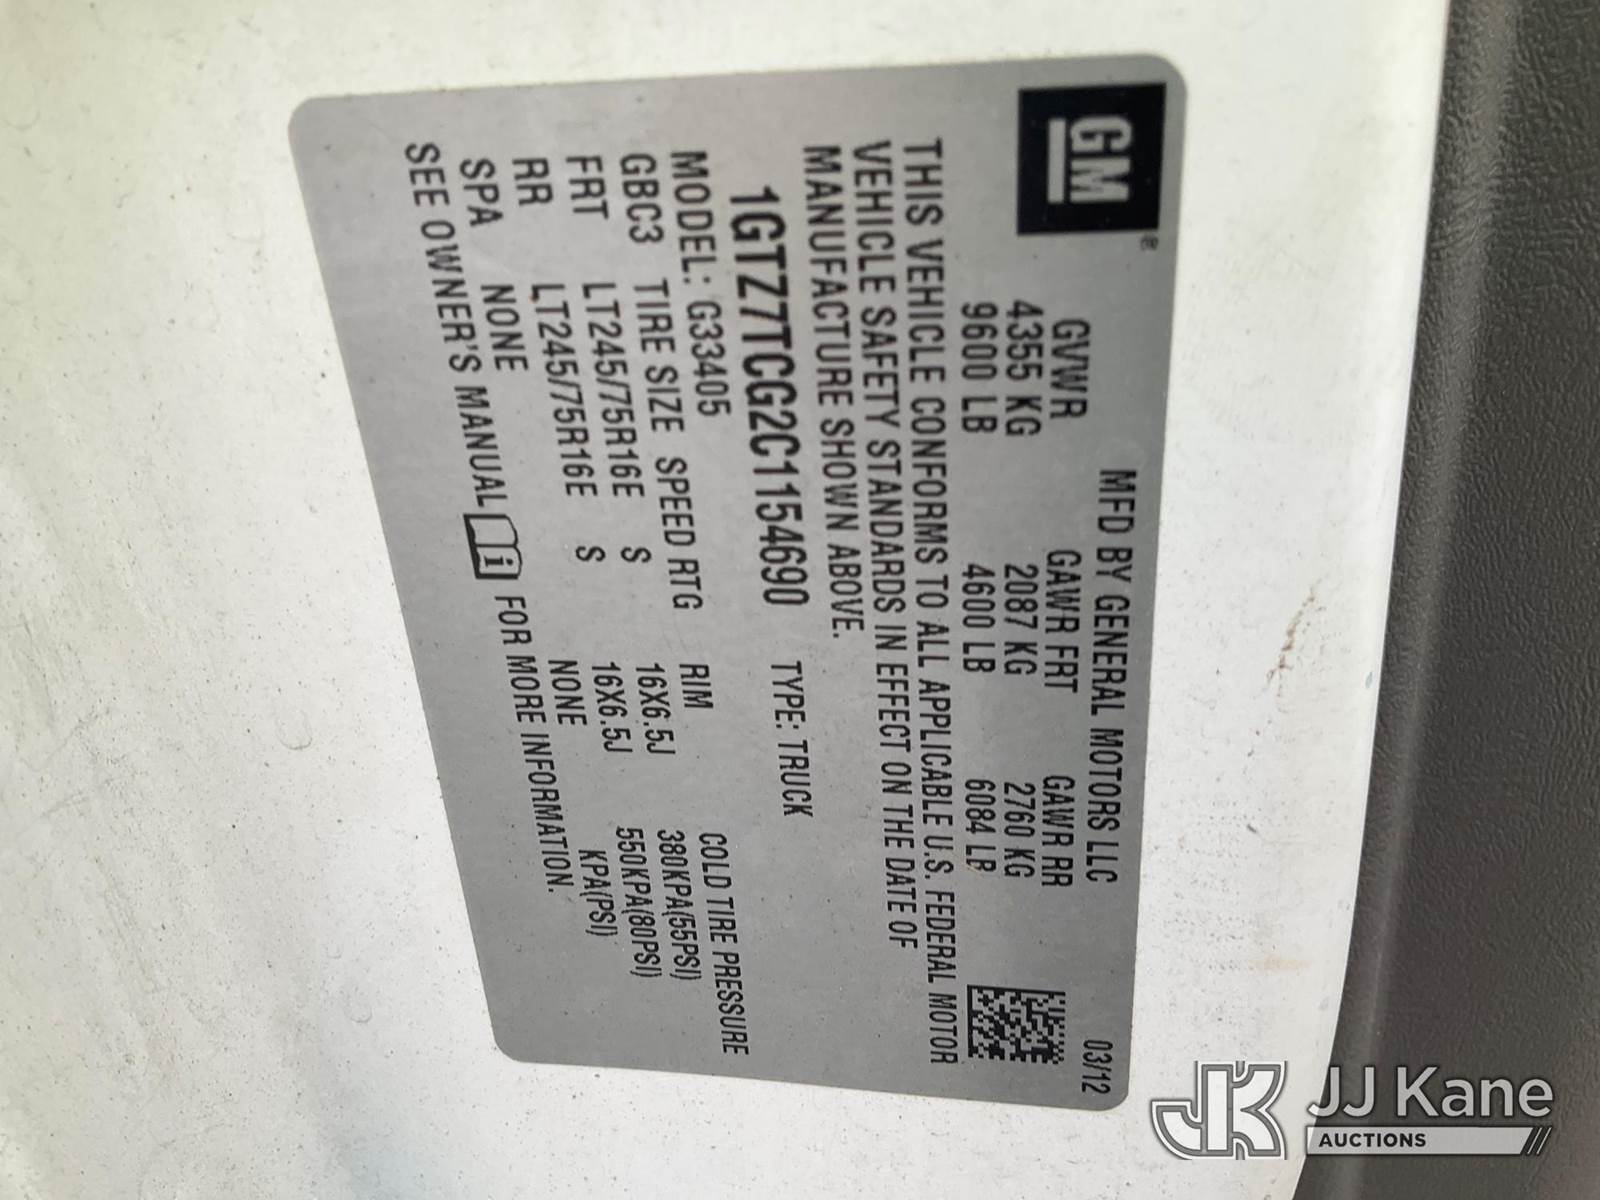 GM
MFD BY GENERAL MOTORS LLC 03/12
GVWR GAWR FRT GAWR RR
4355 KG 2087 KG 2760 KG
9600 LB 4600 LB 6084 LB
THIS VEHICLE CONFORMS TO ALL APPLICABLE U.S. FEDERAL MOTOR
VEHICLE SAFETY STANDARDS IN EFFECT ON THE DATE OF
MANUFACTURE SHOWN ABOVE.
1GTZ7TCG2C1154690 TYPE: TRUCK
MODEL: G33405
GBC3 TIRE SIZE SPEED RTG RIM COLD TIRE PRESSURE
FRT LT245/75R16E S 16X6.5J 380KPA(55PSI)
RR LT245/75R16E S 16X6.5J 550KPA(80PSI)
SPA NONE NONE KPA(PSI)
SEE OWNER'S MANUAL i FOR MORE INFORMATION.
JK
JJ Kane
AUCTIONS